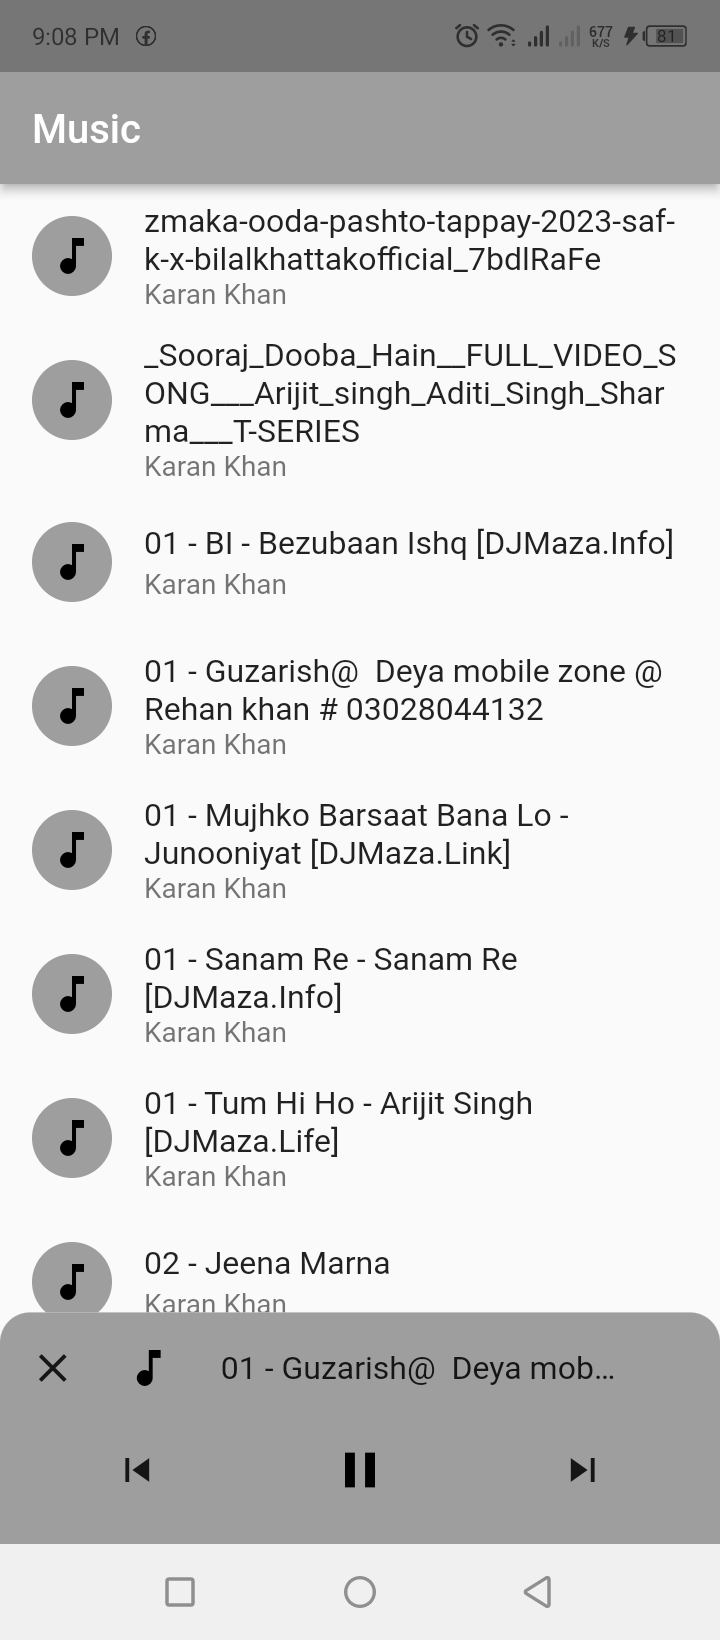 9:08 PM
677
K/S
81
Music
zmaka-ooda-pashto-tappay-2023-saf-
k-x-bilalkhattakofficial_7bdlRaFe
Karan Khan
_Sooraj_Dooba_Hain__FULL_VIDEO_S
ONG___Arijit_singh_Aditi_Singh_Shar
ma___T-SERIES
Karan Khan
01 - BI - Bezubaan Ishq [DJMaza.Info]
Karan Khan
01 - Guzarish@  Deya mobile zone @
Rehan khan # 03028044132
Karan Khan
01 - Mujhko Barsaat Bana Lo -
Junooniyat [DJMaza.Link]
Karan Khan
01 - Sanam Re - Sanam Re
[DJMaza.Info]
Karan Khan
01 - Tum Hi Ho - Arijit Singh
[DJMaza.Life]
Karan Khan
02 - Jeena Marna
Karan Khan
01 - Guzarish@  Deya mob...